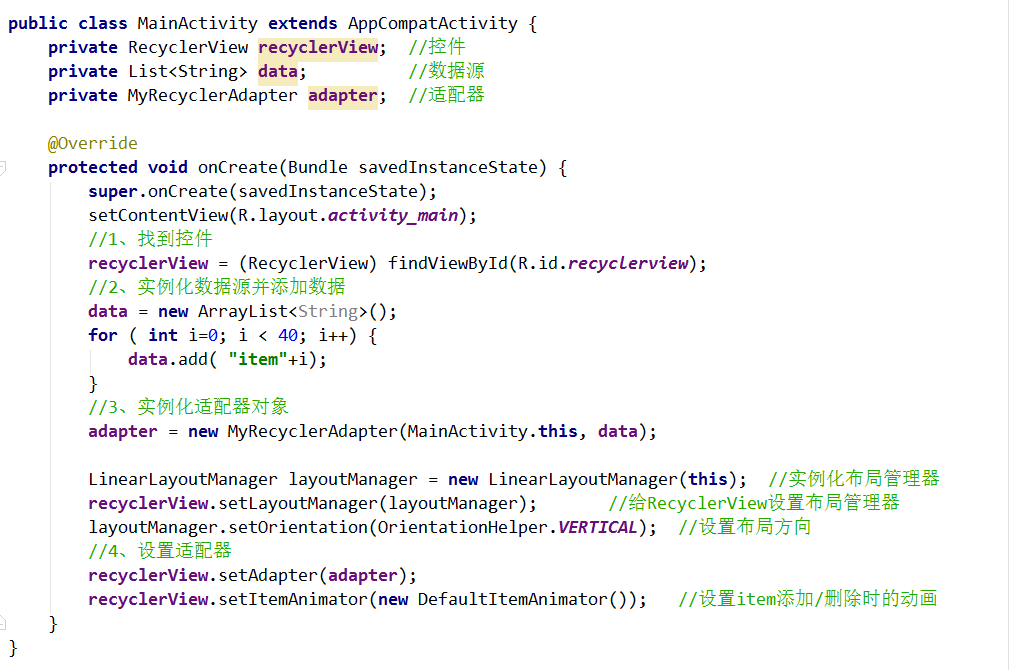 public class MainActivity extends AppCompatActivity {
    private RecyclerView recyclerView;  //控件
    private List<String> data;          //数据源
    private MyRecyclerAdapter adapter;  //适配器

    @Override
    protected void onCreate(Bundle savedInstanceState) {
        super.onCreate(savedInstanceState);
        setContentView(R.layout.activity_main);
        //1、找到控件
        recyclerView = (RecyclerView) findViewById(R.id.recyclerview);
        //2、实例化数据源并添加数据
        data = new ArrayList<String>();
        for ( int i=0; i < 40; i++) {
            data.add( "item"+i);
        }
        //3、实例化适配器对象
        adapter = new MyRecyclerAdapter(MainActivity.this, data);

        LinearLayoutManager layoutManager = new LinearLayoutManager(this);  //实例化布局管理器
        recyclerView.setLayoutManager(layoutManager);       //给RecyclerView设置布局管理器
        layoutManager.setOrientation(OrientationHelper.VERTICAL);  //设置布局方向
        //4、设置适配器
        recyclerView.setAdapter(adapter);
        recyclerView.setItemAnimator(new DefaultItemAnimator());   //设置item添加/删除时的动画
    }
}